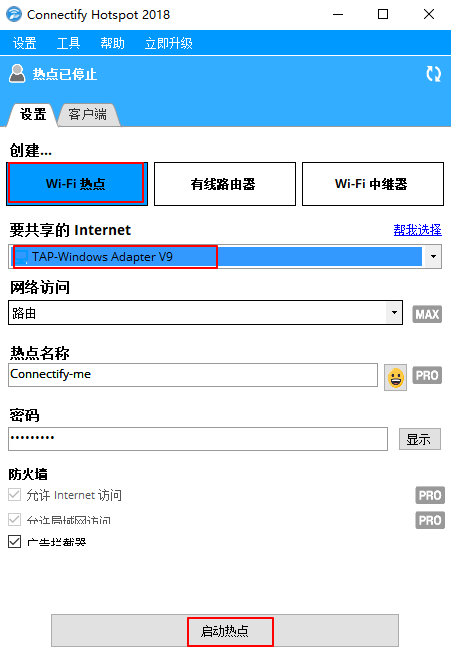 Connectify Hotspot 2018
设置 工具 帮助 立即升级
热点已停止
设置 客户端
创建...
Wi-Fi 热点 有线路由器 Wi-Fi 中继器
要共享的 Internet 帮我选择
TAP-Windows Adapter V9
网络访问
路由 MAX
热点名称
Connectify-me PRO
密码
••••••••• 显示
防火墙
允许 Internet 访问 PRO
允许局域网访问 PRO
广告拦截器
启动热点